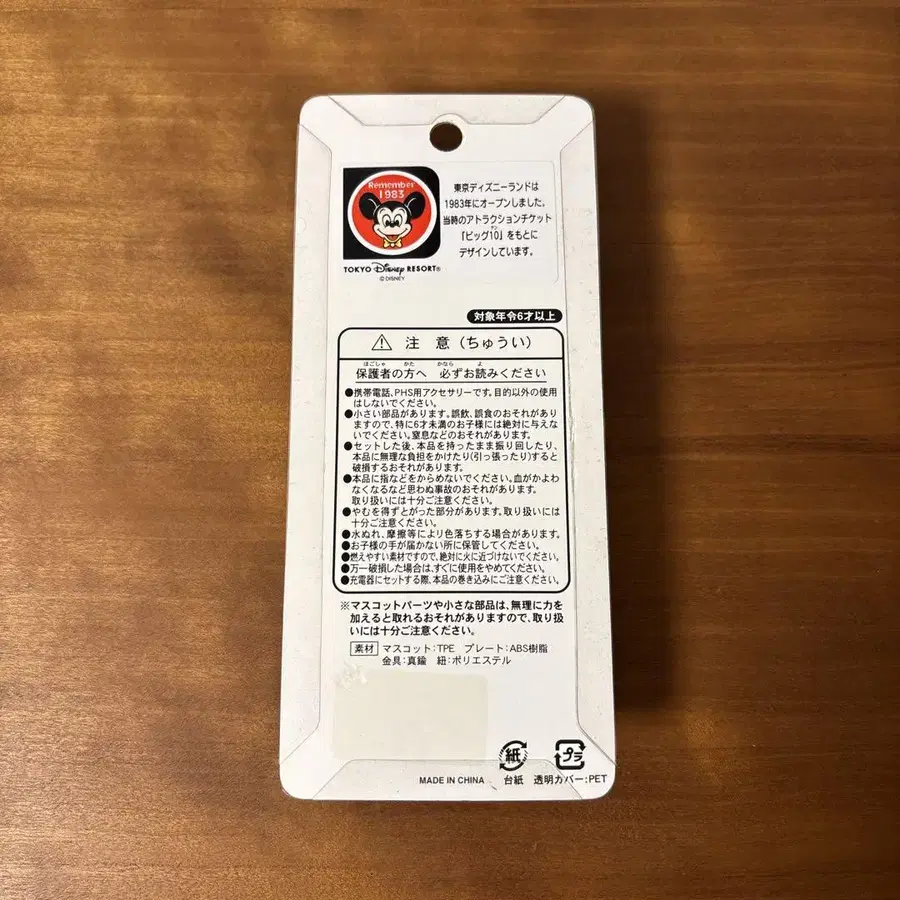 Remember
1983
TOKYO Disney RESORT®
©DISNEY
東京ディズニーランドは
1983年にオープンしました。
当時のアトラクションチケット
「ビッグ10」をもとに
テン
デザインしています。
対象年令6才以上
⚠ 注 意(ちゅうい)
ほごしゃ かた かなら よ
保護者の方へ 必ずお読みください
●携帯電話、PHS用アクセサリーです。目的以外の使用
はしないでください。
●小さい部品があります。誤飲、誤食のおそれがあり
ますので、特に6才未満のお子様には絶対に与えな
いでください。窒息などのおそれがあります。
●セットした後、本品を持ったまま振り回したり、
本品に無理な負担をかけたり(引っ張ったり)すると
破損するおそれがあります。
●本品に指などをからめないでください。血がかよわ
なくなるなど思わぬ事故のおそれがあります。
取り扱いには十分ご注意ください。
●やむを得ずとがった部分があります。取り扱いには
十分ご注意ください。
●水ぬれ、摩擦等により色落ちする場合があります。
●お子様の手が届かない所に保管してください。
●燃えやすい素材ですので、絶対に火に近づけないでください。
●万一破損した場合は、すぐに使用をやめてください。
●充電器にセットする際、本品の巻き込みにご注意ください。
※マスコットパーツや小さな部品は、無理に力を
加えると取れるおそれがありますので、取り扱
いには十分ご注意ください。
素材 マスコット:TPE プレート:ABS樹脂
金具:真鍮 紐:ポリエステル
紙 プラ
MADE IN CHINA 台紙 透明カバー:PET